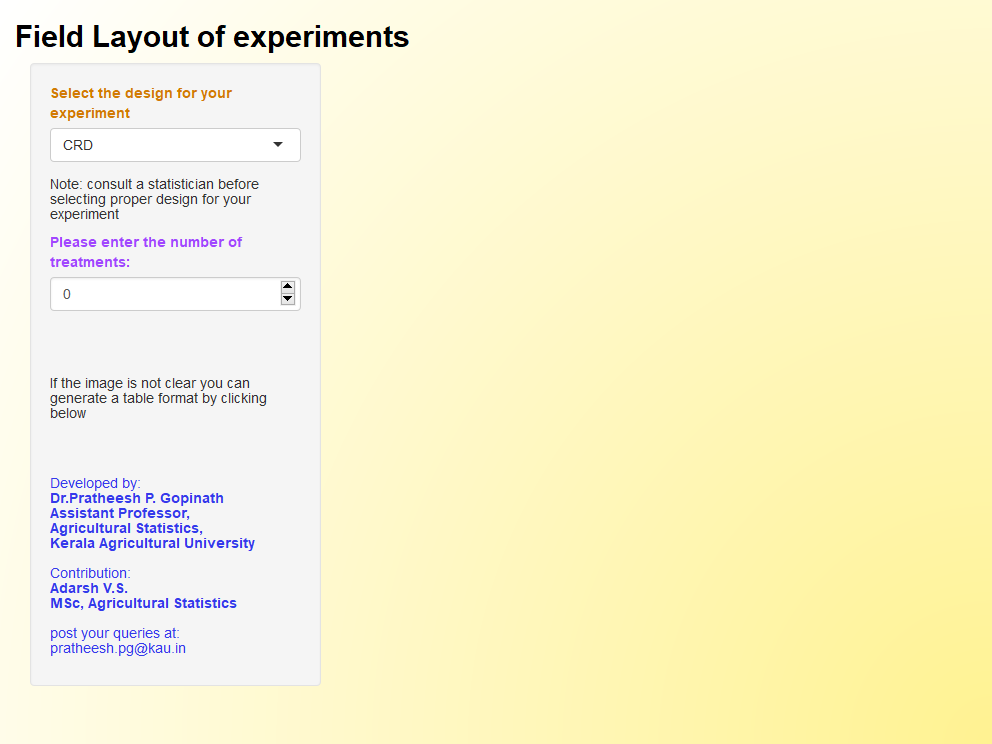 Field Layout of experiments
Select the design for your
experiment
CRD
Note: consult a statistician before
selecting proper design for your
experiment
Please enter the number of
treatments:
0
If the image is not clear you can
generate a table format by clicking
below
Developed by:
Dr.Pratheesh P. Gopinath
Assistant Professor,
Agricultural Statistics,
Kerala Agricultural University
Contribution:
Adarsh V.S.
MSc, Agricultural Statistics
post your queries at:
pratheesh.pg@kau.in